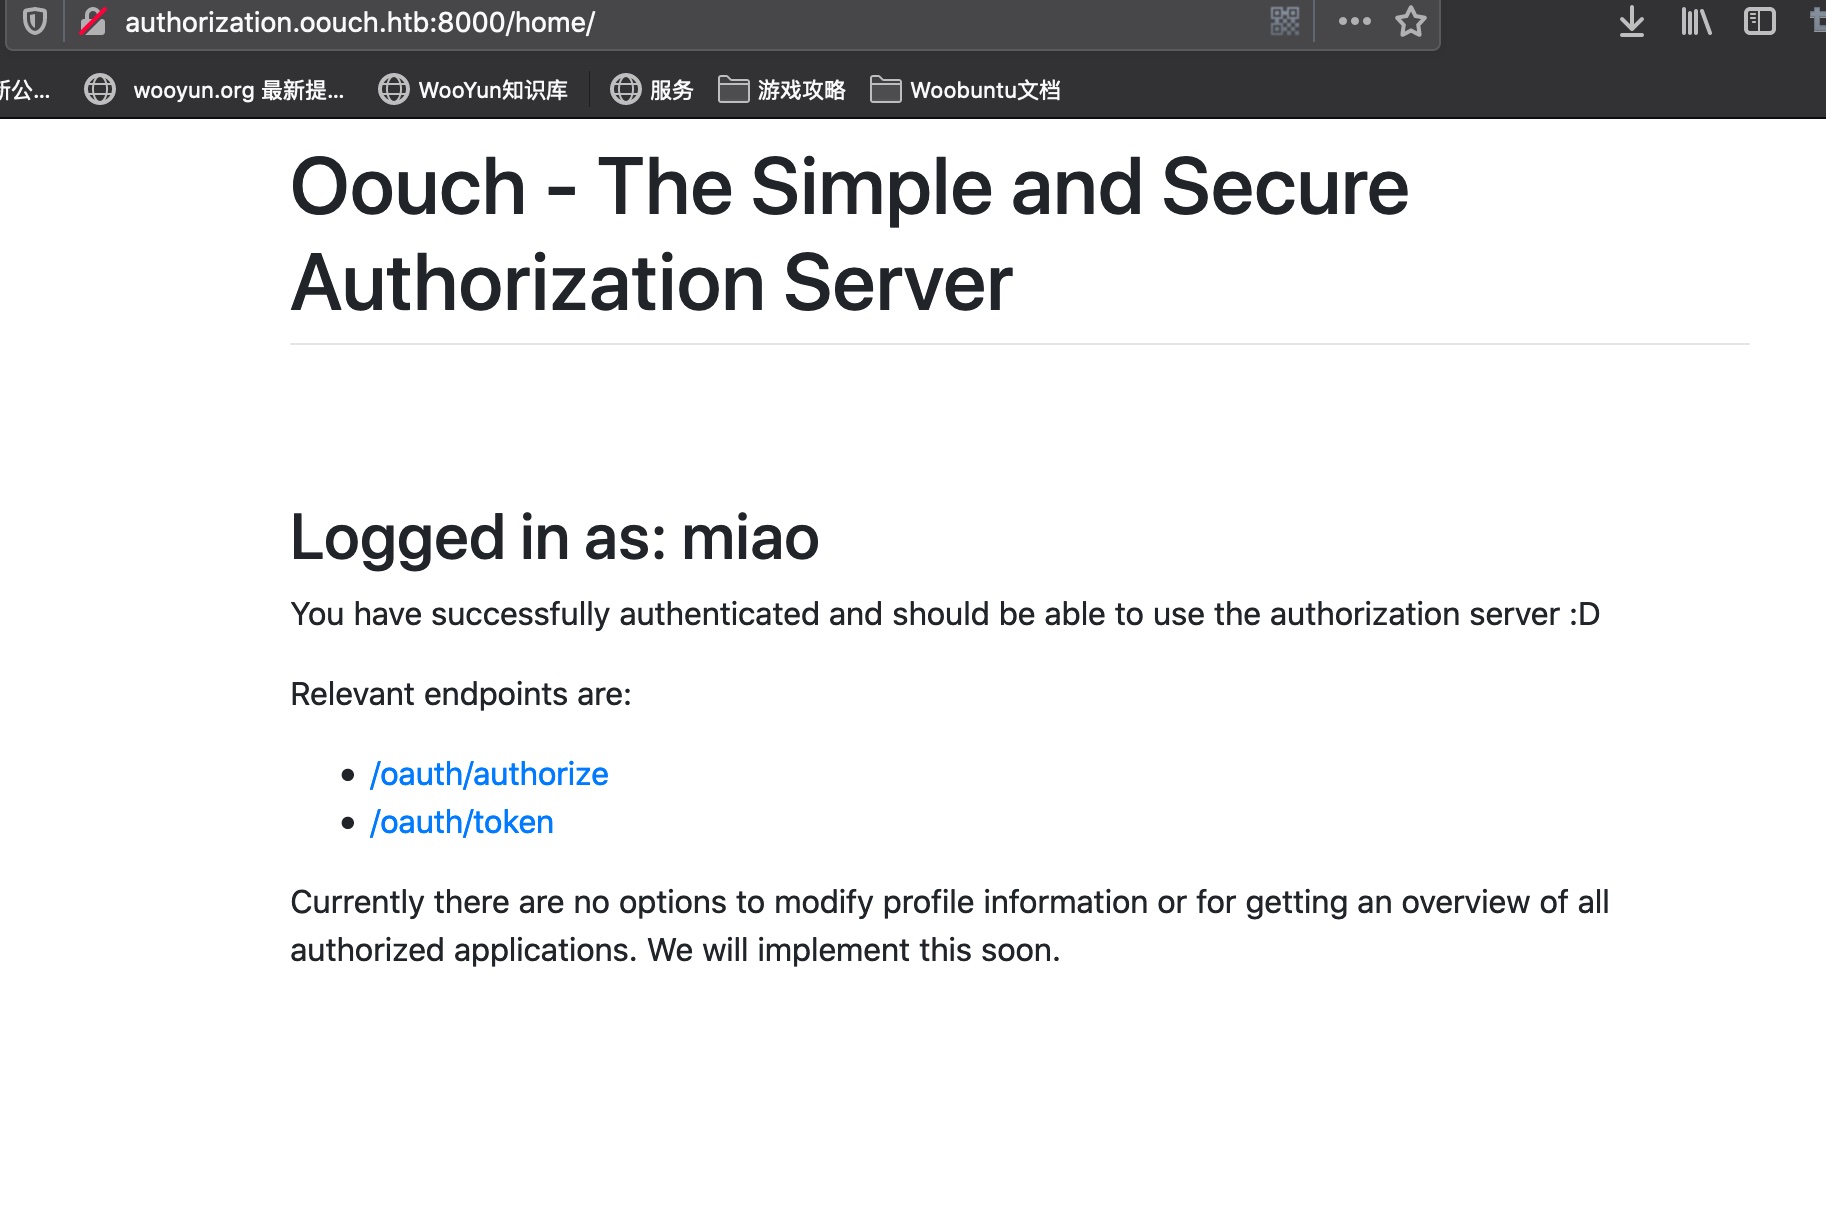 authorization.oouch.htb:8000/home/
新公... wooyun.org 最新提... WooYun知识库 服务 游戏攻略 Woobuntu文档
Oouch - The Simple and Secure
Authorization Server
Logged in as: miao
You have successfully authenticated and should be able to use the authorization server :D
Relevant endpoints are:
/oauth/authorize
/oauth/token
Currently there are no options to modify profile information or for getting an overview of all
authorized applications. We will implement this soon.